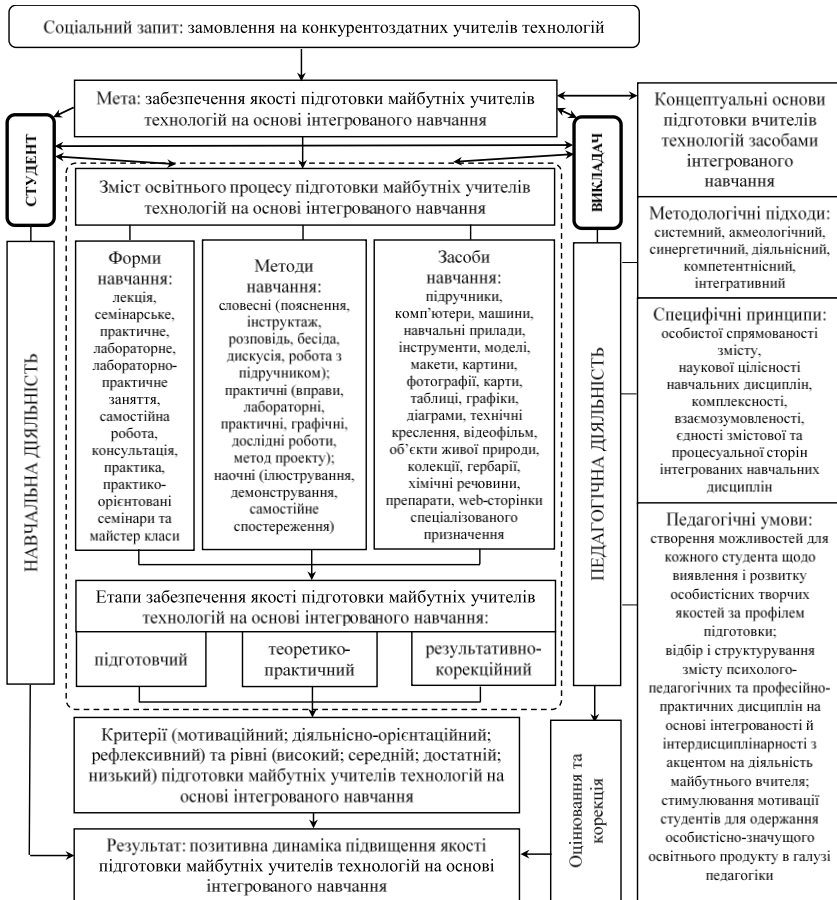 Соціальний запит: замовлення на конкурентоздатних учителів технологій
Мета: забезпечення якості підготовки майбутніх учителів
технологій на основі інтегрованого навчання
СТУДЕНТ
ВИКЛАДАЧ
Зміст освітнього процесу підготовки майбутніх учителів
технологій на основі інтегрованого навчання
НАВЧАЛЬНА ДІЯЛЬНІСТЬ
Форми
навчання:
лекція,
семінарське,
практичне,
лабораторне,
лабораторно-
практичне
заняття,
самостійна
робота,
консультація,
практика,
практико-
орієнтовані
семінари та
майстер класи
Методи
навчання:
словесні (пояснення,
інструктаж,
розповідь, бесіда,
дискусія, робота з
підручником);
практичні (вправи,
лабораторні,
практичні, графічні,
дослідні роботи,
метод проекту);
наочні (ілюстрування,
демонстрування,
самостійне
спостереження)
Засоби
навчання:
підручники,
комп’ютери, машини,
навчальні прилади,
інструменти, моделі,
макети, картини,
фотографії, карти,
таблиці, графіки,
діаграми, технічні
креслення, відеофільм,
об’єкти живої природи,
колекції, гербарії,
хімічні речовини,
препарати, web-сторінки
спеціалізованого
призначення
ПЕДАГОГІЧНА ДІЯЛЬНІСТЬ
Етапи забезпечення якості підготовки майбутніх учителів
технологій на основі інтегрованого навчання:
підготовчий
теоретико-
практичний
результативно-
корекційний
Критерії (мотиваційний; діяльнісно-орієнтаційний;
рефлексивний) та рівні (високий; середній; достатній;
низький) підготовки майбутніх учителів технологій на
основі інтегрованого навчання
Результат: позитивна динаміка підвищення якості
підготовки майбутніх учителів технологій на основі
інтегрованого навчання
Оцінювання та
корекція
Концептуальні основи
підготовки вчителів
технологій засобами
інтегрованого
навчання
Методологічні підходи:
системний, акмеологічний,
синергетичний, діяльнісний,
компетентнісний,
інтегративний
Специфічні принципи:
особистої спрямованості
змісту,
наукової цілісності
навчальних дисциплін,
комплексності,
взаємозумовленості,
єдності змістової та
процесуальної сторін
інтегрованих навчальних
дисциплін
Педагогічні умови:
створення можливостей для
кожного студента щодо
виявлення і розвитку
особистісних творчих
якостей за профілем
підготовки;
відбір і структурування
змісту психолого-
педагогічних та професійно-
практичних дисциплін на
основі інтегрованості й
інтердисциплінарності з
акцентом на діяльність
майбутнього вчителя;
стимулювання мотивації
студентів для одержання
особистісно-значущого
освітнього продукту в галузі
педагогіки